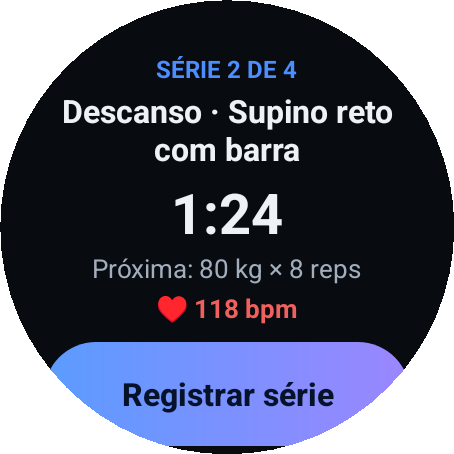 SÉRIE 2 DE 4
Descanso · Supino reto
com barra
1:24
Próxima: 80 kg × 8 reps
❤️ 118 bpm
Registrar série